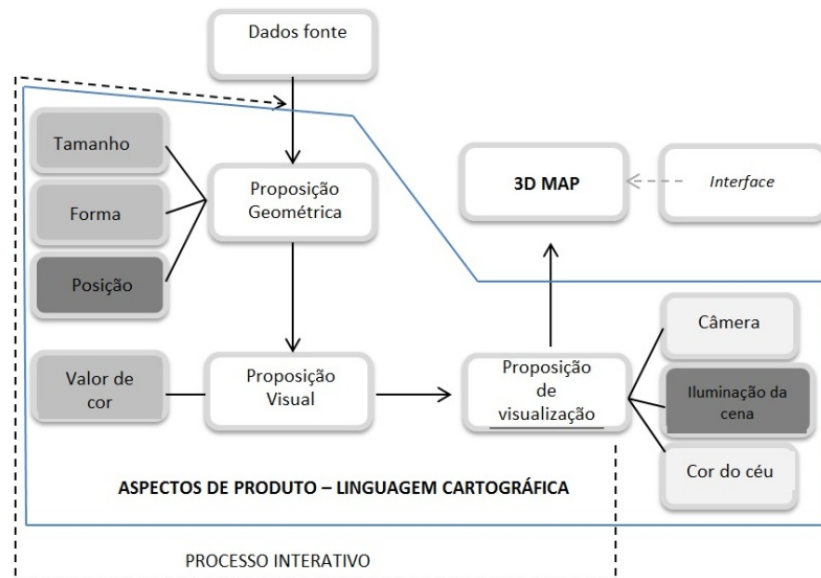 Dados fonte
Tamanho
Forma
Posição
Proposição
Geométrica
3D MAP
Interface
Valor de
cor
Proposição
Visual
Proposição
de
visualização
Câmera
Iluminação da
cena
Cor do céu
ASPECTOS DE PRODUTO – LINGUAGEM CARTOGRÁFICA
PROCESSO INTERATIVO